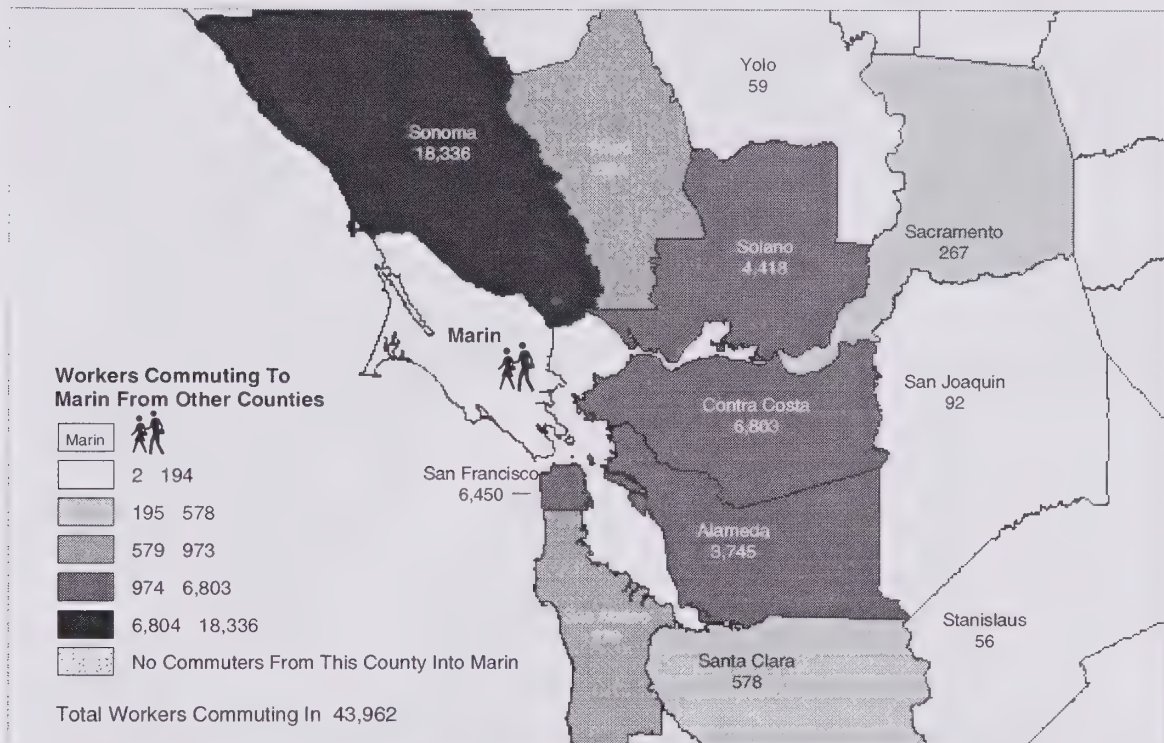 Yolo
59
Sonoma
18,336
Sacramento
267
Solano
4,418
Marin
Workers Commuting To
Marin From Other Counties
Marin
2 194
195 578
579 973
974 6,803
6,804 18,336
No Commuters From This County Into Marin
Total Workers Commuting In 43,962
San Joaquin
92
Contra Costa
6,803
San Francisco
6,450
Alameda
3,745
Stanislaus
56
Santa Clara
578